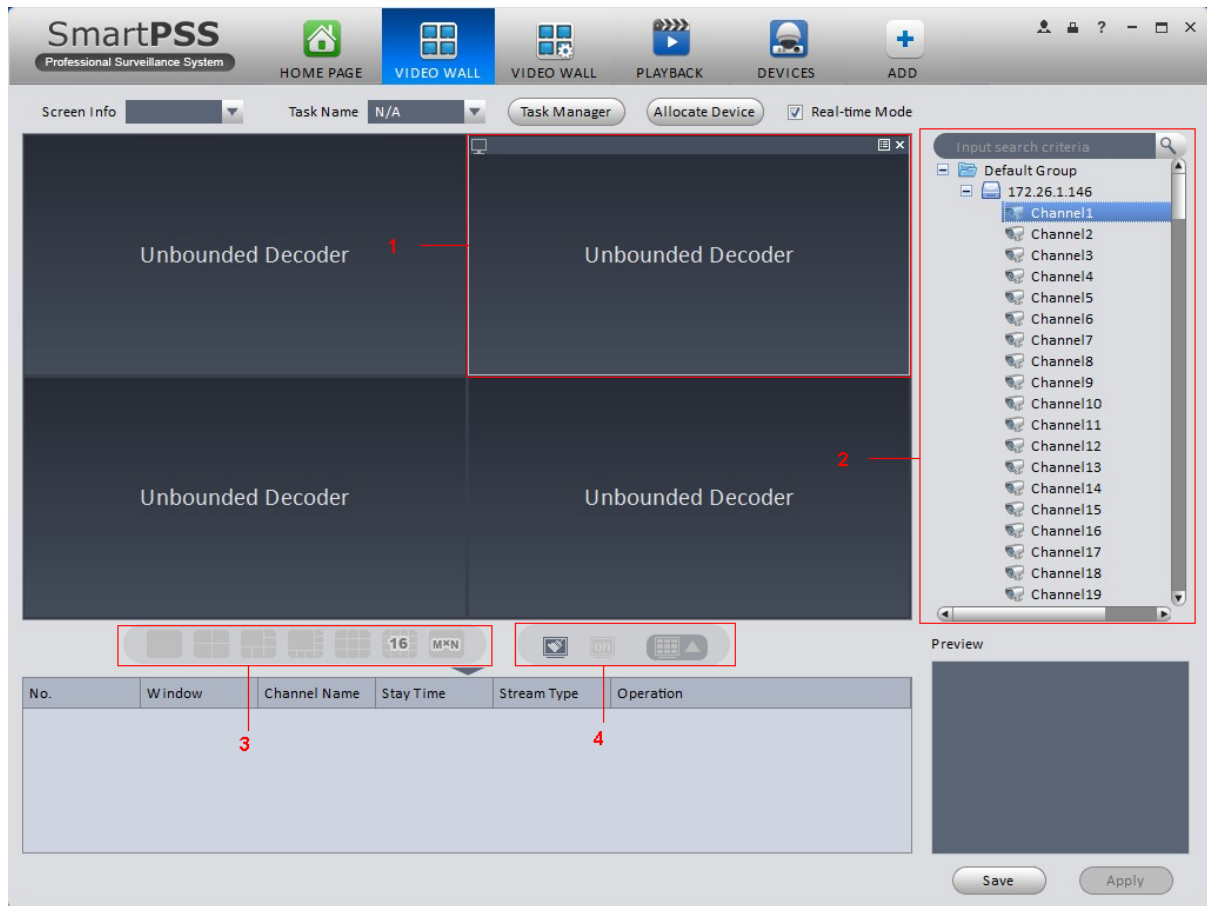 SmartPSS
Professional Surveillance System
HOME PAGE
VIDEO WALL
VIDEO WALL
PLAYBACK
DEVICES
ADD
?
Screen Info
Task Name N/A
Task Manager
Allocate Device
Real-time Mode
Unbounded Decoder
1
Unbounded Decoder
Unbounded Decoder
Unbounded Decoder
Input search criteria
Default Group
172.26.1.146
Channel1
Channel2
Channel3
Channel4
Channel5
Channel6
Channel7
Channel8
Channel9
Channel10
Channel11
Channel12
Channel13
Channel14
Channel15
Channel16
Channel17
Channel18
Channel19
2
16
M×N
on
3
4
No. Window Channel Name Stay Time Stream Type Operation
Preview
Save
Apply